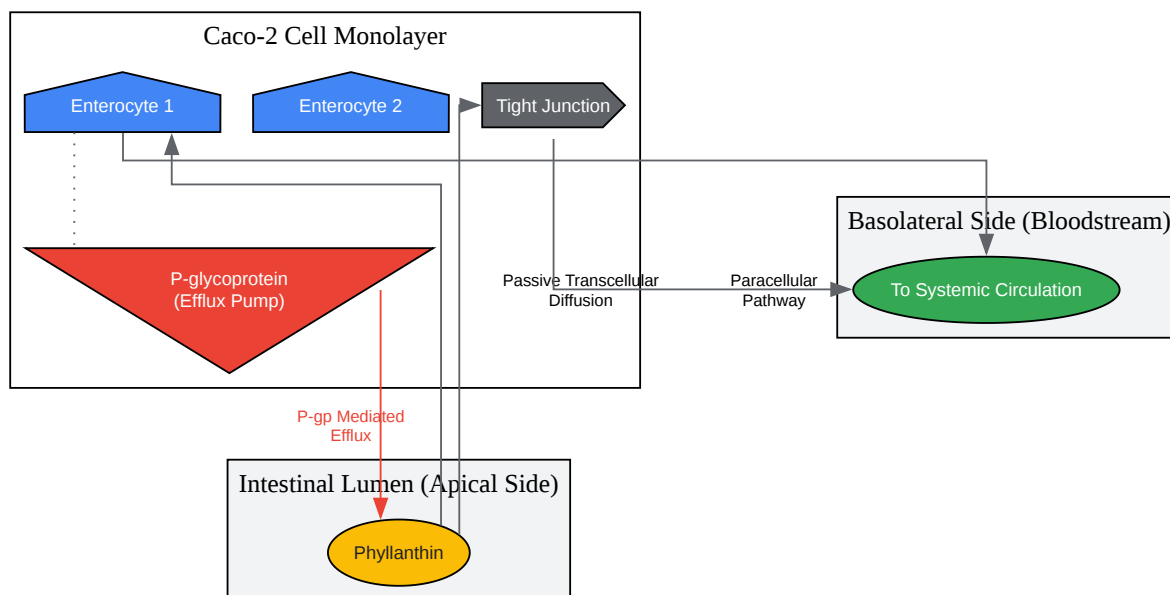 Caco-2 Cell Monolayer
Enterocyte 1
Enterocyte 2
Tight Junction
Basolateral Side (Bloodstream)
P-glycoprotein
(Efflux Pump)
Passive Transcellular
Diffusion
Paracellular
Pathway
To Systemic Circulation
P-gp Mediated
Efflux
Intestinal Lumen (Apical Side)
Phyllanthin